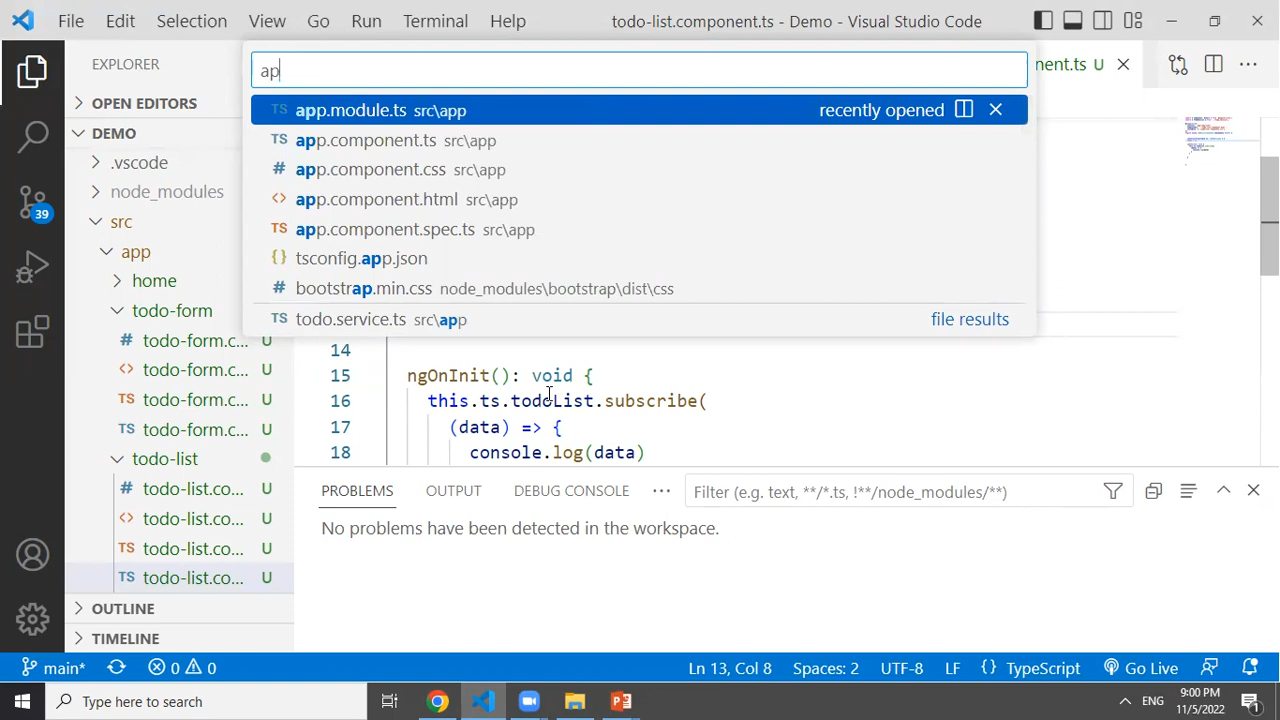 File Edit Selection View Go Run Terminal Help todo-list.component.ts - Demo - Visual Studio Code
EXPLORER
nent.ts U
ap
OPEN EDITORS
DEMO
.vscode
node_modules
src
app
home
todo-form
todo-form.c... U
todo-form.c... U
todo-form.c... U
todo-form.c... U
todo-list
todo-list.co... U
todo-list.co... U
todo-list.co... U
todo-list.co... U
OUTLINE
TIMELINE
39
TS app.module.ts src\app recently opened
TS app.component.ts src\app
# app.component.css src\app
<> app.component.html src\app
TS app.component.spec.ts src\app
{} tsconfig.app.json
# bootstrap.min.css node_modules\bootstrap\dist\css
TS todo.service.ts src\app file results
14
15 ngOnInit(): void {
16 this.ts.todoList.subscribe(
17 (data) => {
18 console.log(data)
PROBLEMS OUTPUT DEBUG CONSOLE ... Filter (e.g. text, **/*.ts, !**/node_modules/**)
No problems have been detected in the workspace.
main* 0 0 Ln 13, Col 8 Spaces: 2 UTF-8 LF {} TypeScript Go Live
Type here to search
ENG
9:00 PM
11/5/2022
1